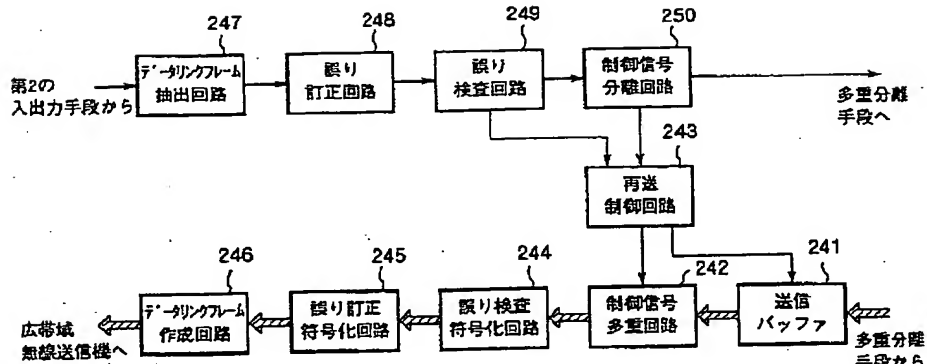 247
248
249
250
第2の
入出力手段から
データリンクフレーム
抽出回路
誤り
訂正回路
誤り
検査回路
制御信号
分離回路
多重分離
手段へ
243
再送
制御回路
246
245
244
242
241
広帯域
無線送信機へ
データリンクフレーム
作成回路
誤り訂正
符号化回路
誤り検査
符号化回路
制御信号
多重回路
送信
バッファ
多重分離
手段から